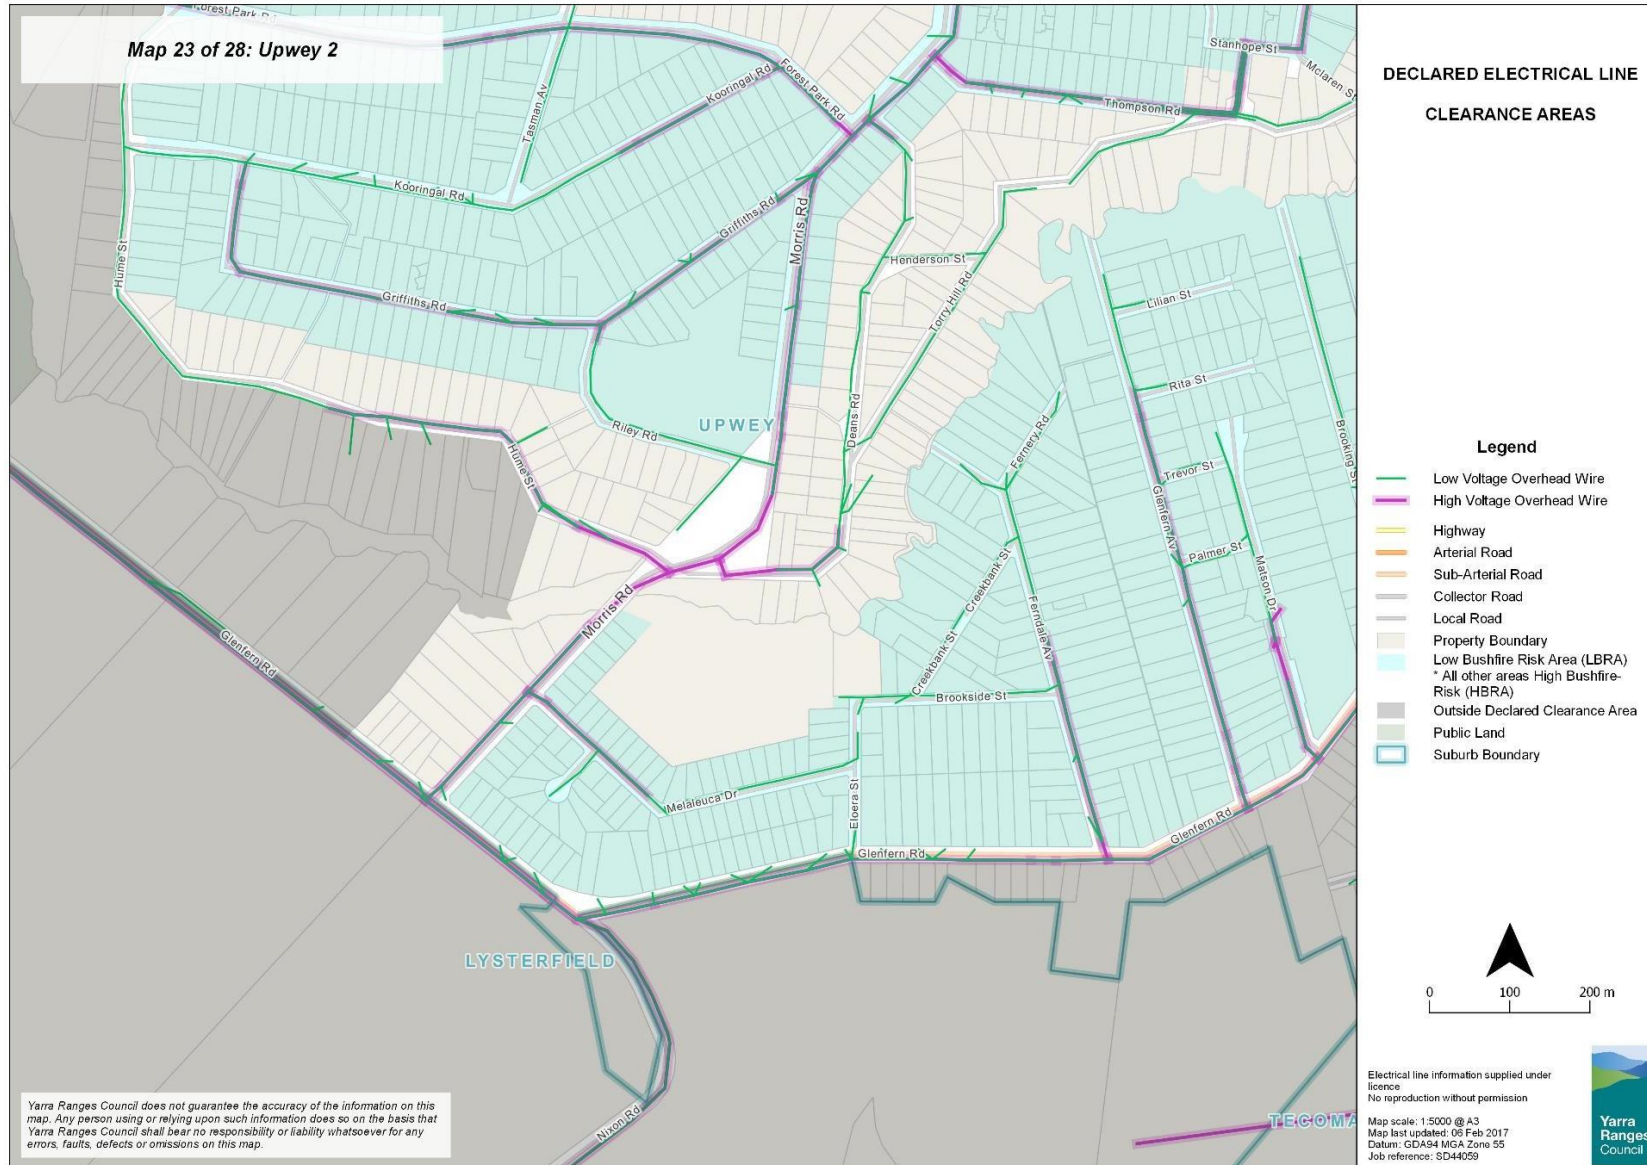 Map 23 of 28: Upwey 2
DECLARED ELECTRICAL LINE
CLEARANCE AREAS
Stanhope St
Mclaren St
Thompson Rd
Forest Park Rd
Kooringal Rd
Tasman Av
Kooringal Rd
Griffiths Rd
Morris Rd
Hume St
Henderson St
Torry Hill Rd
Griffiths Rd
Lilian St
Rita St
Deans Rd
Riley Rd
UPWEY
Fernery Rd
Brooking St
Trevor St
Glenfern Av
Hume St
Palmer St
Matson Dr
Creekbank St
Ferndale Av
Morris Rd
Glenfern Rd
Creekbank St
Brookside St
Melaleuca Dr
Eloera St
Glenfern Rd
Glenfern Rd
LYSTERFIELD
Nixon Rd
TECOMA
Legend
Low Voltage Overhead Wire
High Voltage Overhead Wire
Highway
Arterial Road
Sub-Arterial Road
Collector Road
Local Road
Property Boundary
Low Bushfire Risk Area (LBRA)
* All other areas High Bushfire-
Risk (HBRA)
Outside Declared Clearance Area
Public Land
Suburb Boundary
0 100 200 m
Electrical line information supplied under
licence
No reproduction without permission
Map scale: 1:5000 @ A3
Map last updated: 06 Feb 2017
Datum: GDA94 MGA Zone 55
Job reference: SD44059
Yarra
Ranges
Council
Yarra Ranges Council does not guarantee the accuracy of the information on this
map. Any person using or relying upon such information does so on the basis that
Yarra Ranges Council shall bear no responsibility or liability whatsoever for any
errors, faults, defects or omissions on this map.